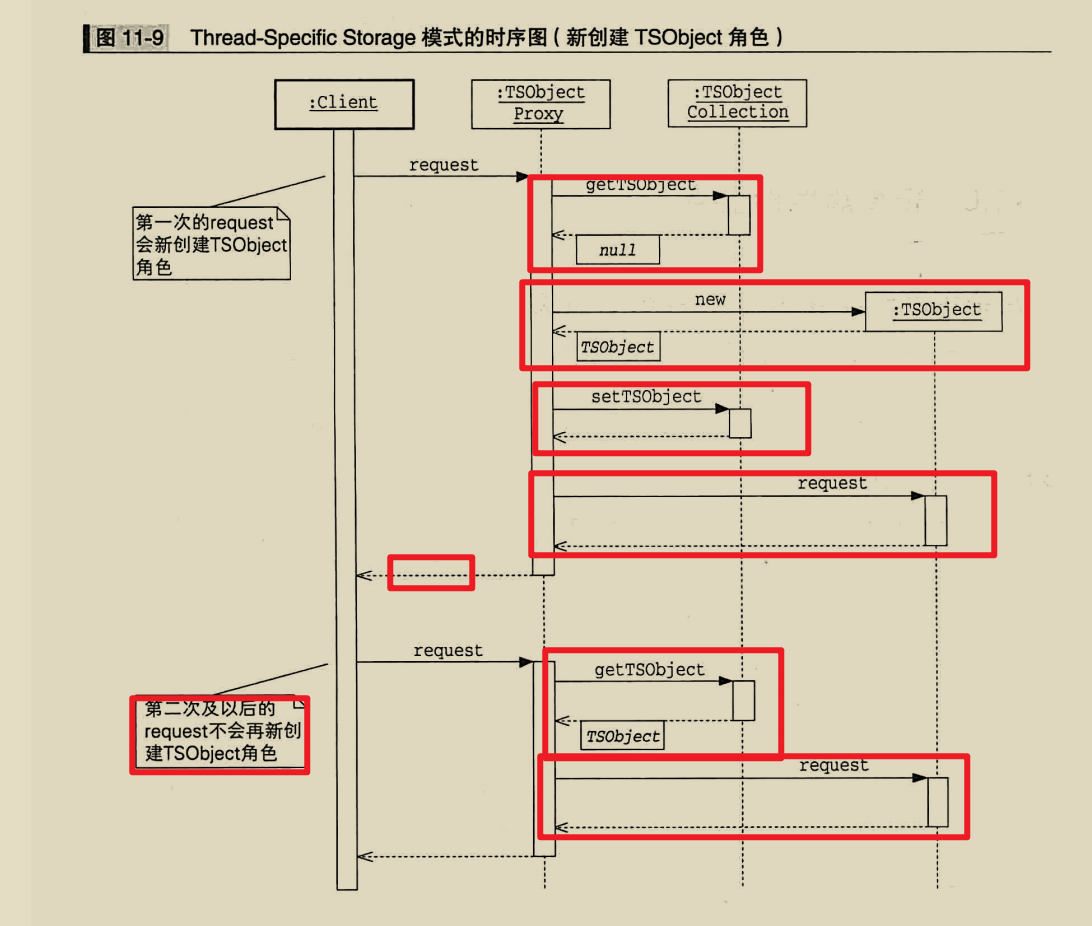 图 11-9 Thread-Specific Storage 模式的时序图（新创建 TSObject 角色）
:Client
:TSObject
Proxy
:TSObject
Collection
request
getTSObject
第一次的request
会新创建TSObject
角色
null
new
:TSObject
TSObject
setTSObject
request
request
getTSObject
第二次及以后的
request不会再新创
建TSObject角色
TSObject
request